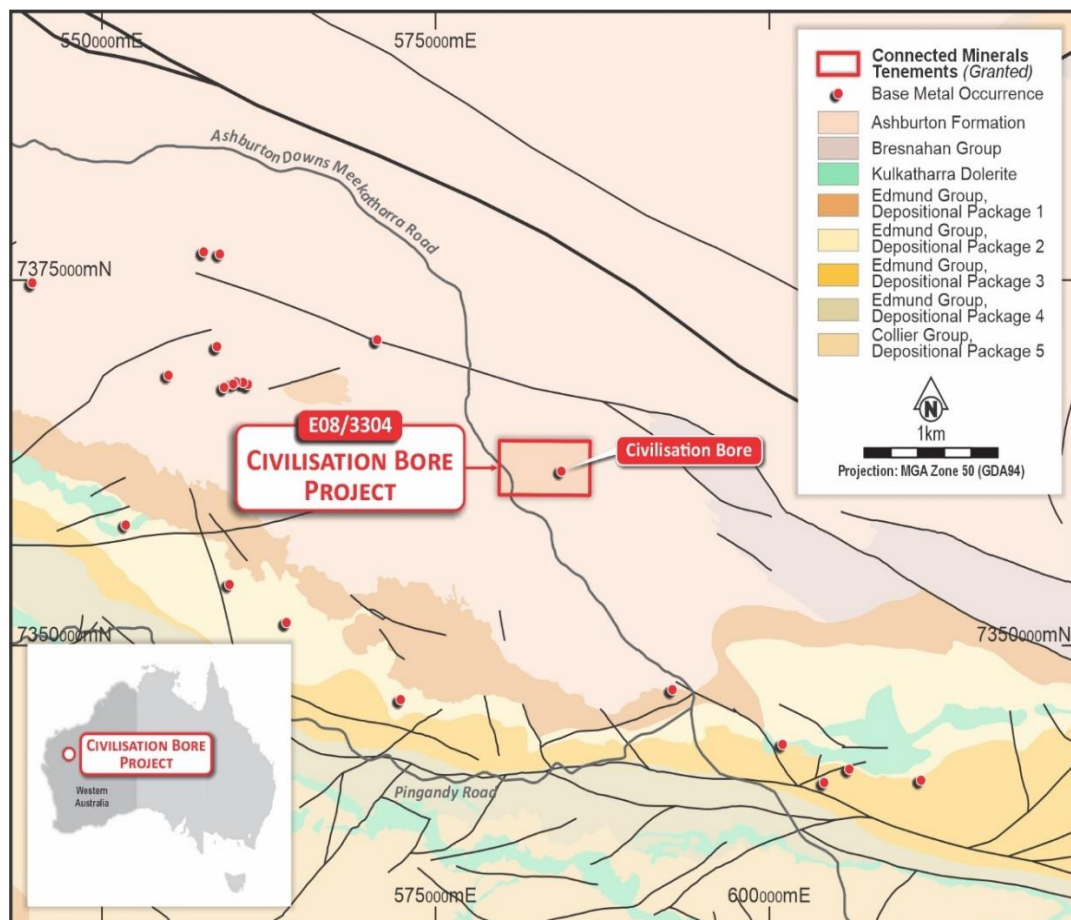 550000mE
575000mE
Ashburton Downs Meekatharra Road
7375000mN
Connected Minerals
Tenements (Granted)
Base Metal Occurrence
Ashburton Formation
Bresnahan Group
Kulkatharra Dolerite
Edmund Group,
Depositional Package 1
Edmund Group,
Depositional Package 2
Edmund Group,
Depositional Package 3
Edmund Group,
Depositional Package 4
Collier Group,
Depositional Package 5
N
1km
Projection: MGA Zone 50 (GDA94)
E08/3304
CIVILISATION BORE
PROJECT
Civilisation Bore
7350000mN
7350000mN
CIVILISATION BORE
PROJECT
Western
Australia
Pingandy Road
575000mE
600000mE